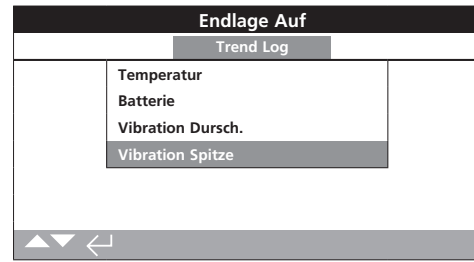 Endlage Auf
Trend Log
Temperatur
Batterie
Vibration Dursch.
Vibration Spitze